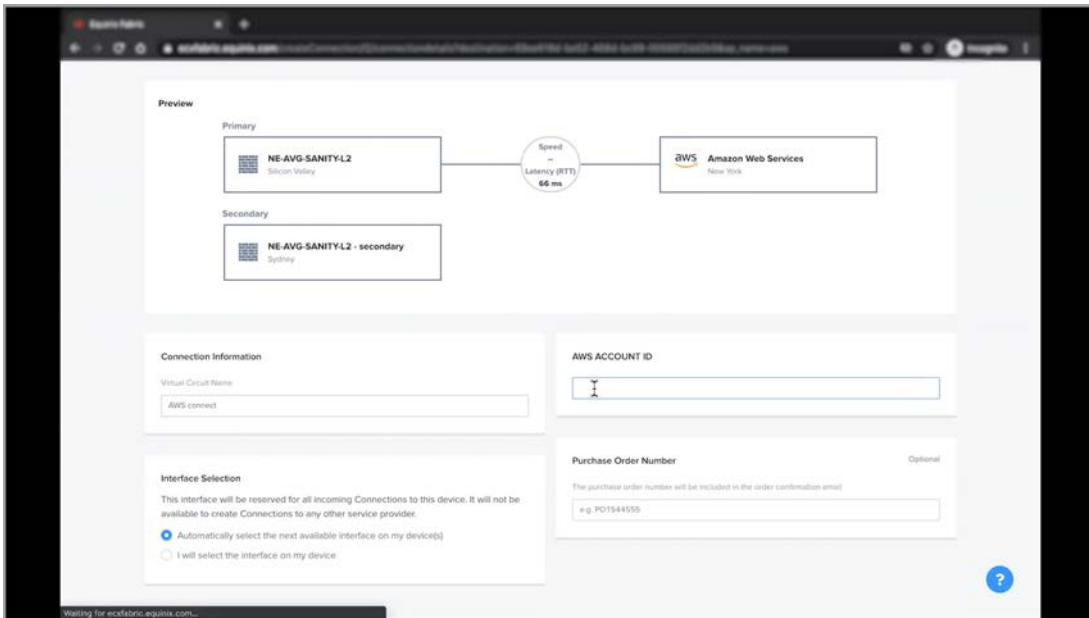 Equinix Fabric
ecxfabric.equinix.com
Incognito
Preview
Primary
NE-AVG-SANITY-L2
Silicon Valley
Speed
--
Latency (RTT)
66 ms
aws
Amazon Web Services
New York
Secondary
NE-AVG-SANITY-L2 - secondary
Sydney
Connection Information
Virtual Circuit Name
AWS connect
AWS ACCOUNT ID
Interface Selection
This interface will be reserved for all incoming Connections to this device. It will not be
available to create Connections to any other service provider.
Automatically select the next available interface on my device(s)
I will select the interface on my device
Purchase Order Number
Optional
The purchase order number will be included in the order confirmation email
e.g. PO1544555
?
Waiting for ecxfabric.equinix.com...